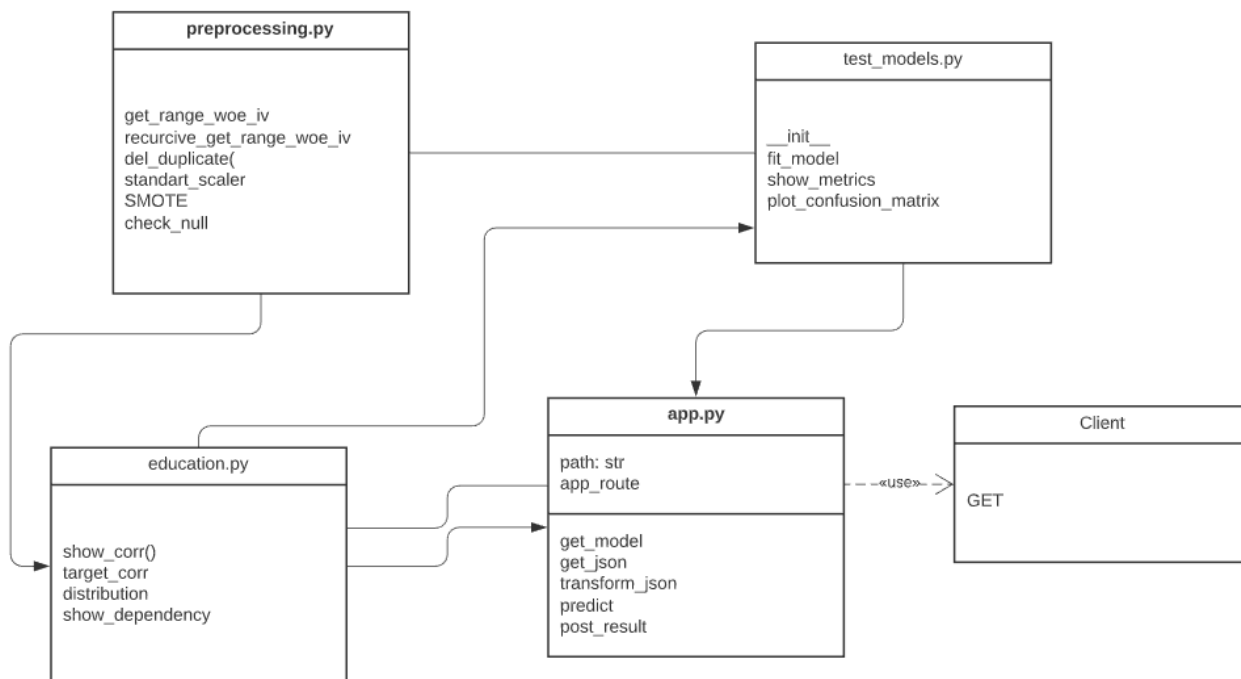 preprocessing.py
get_range_woe_iv
recurcive_get_range_woe_iv
del_duplicate(
standart_scaler
SMOTE
check_null
test_models.py
__init__
fit_model
show_metrics
plot_confusion_matrix
education.py
show_corr()
target_corr
distribution
show_dependency
app.py
path: str
app_route
get_model
get_json
transform_json
predict
post_result
«use»
Client
GET